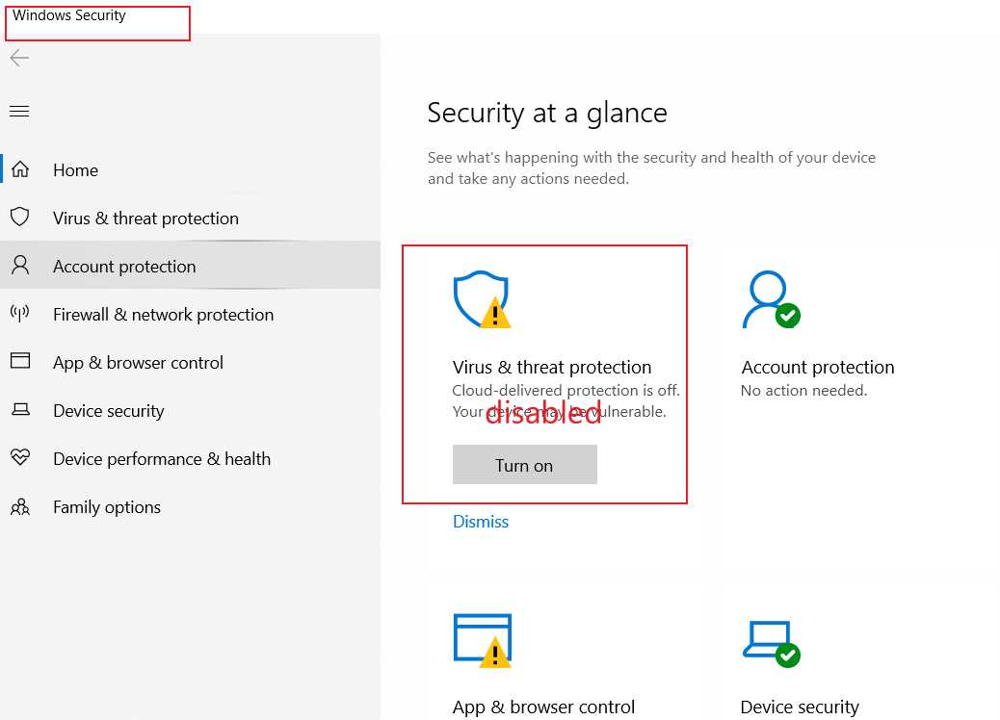 Windows Security
Home
Virus & threat protection
Account protection
Firewall & network protection
App & browser control
Device security
Device performance & health
Family options
Security at a glance
See what's happening with the security and health of your device
and take any actions needed.
Virus & threat protection
Cloud-delivered protection is off.
Your device may be vulnerable.
disabled
Turn on
Dismiss
Account protection
No action needed.
App & browser control
Device security